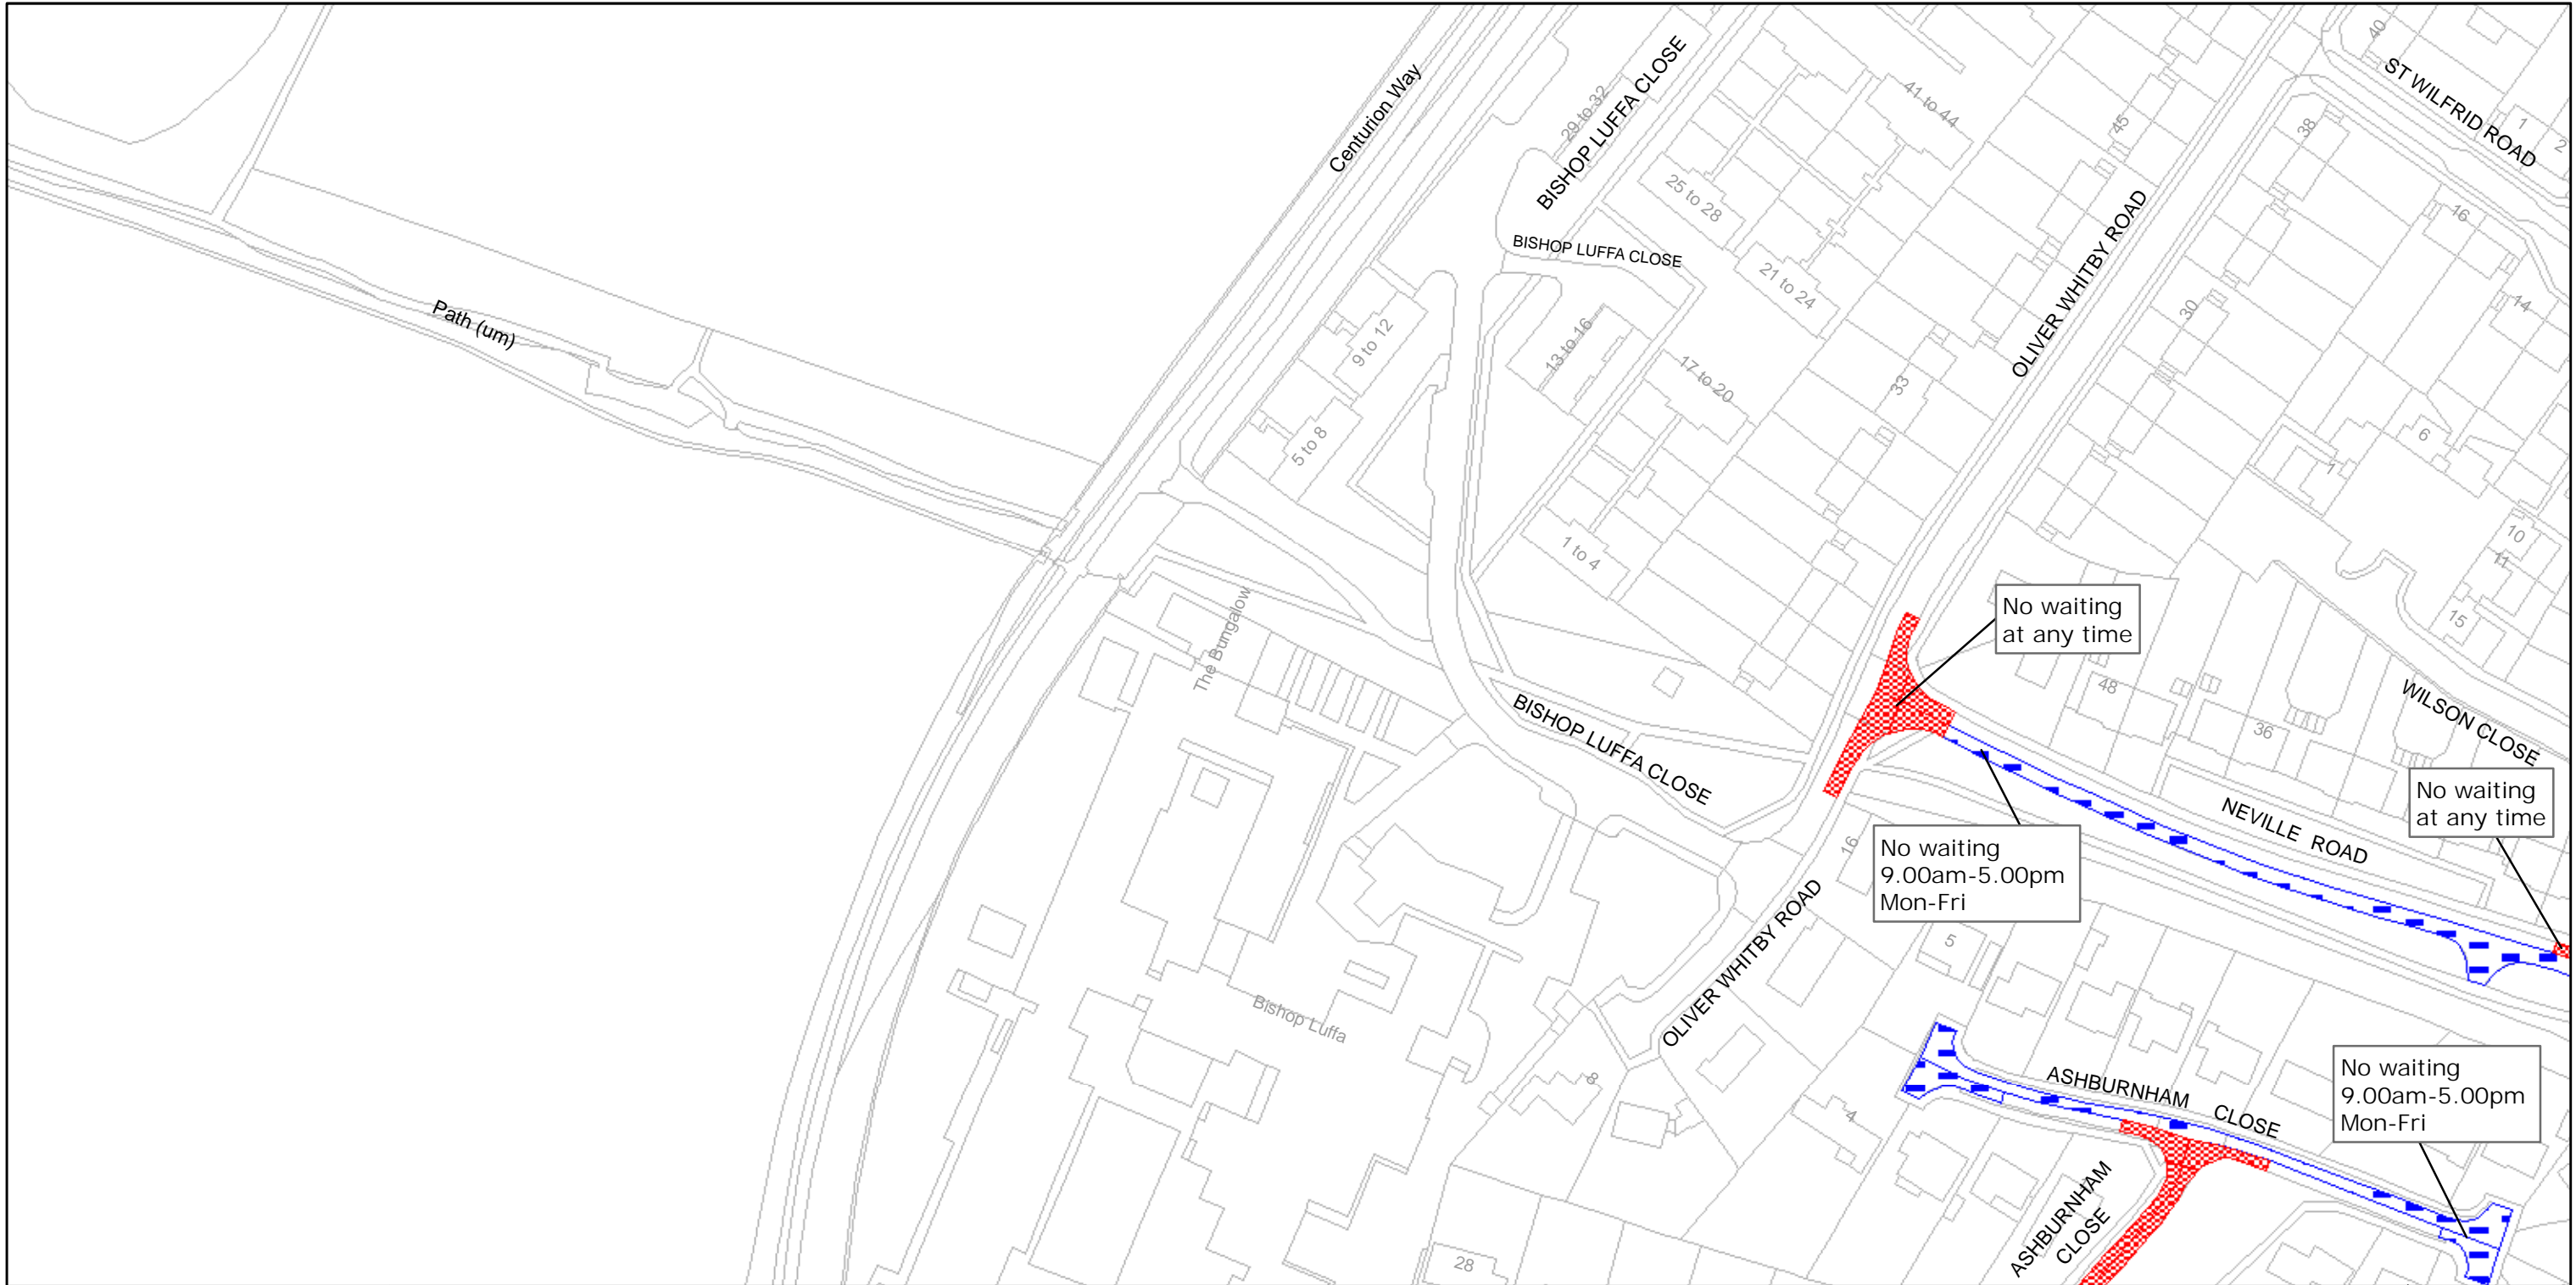 Centurion Way
29 to 32
BISHOP LUFFA CLOSE
BISHOP LUFFA CLOSE
25 to 28
41 to 44
21 to 24
45
40
ST WILFRID ROAD
1
2
38
16
14
OLIVER WHITBY ROAD
30
Path (um)
9 to 12
5 to 8
13 to 16
17 to 20
33
1 to 4
6
1
10
11
15
The Bungalow
No waiting
at any time
48
36
WILSON CLOSE
BISHOP LUFFA CLOSE
NEVILLE ROAD
No waiting
at any time
No waiting
9.00am-5.00pm
Mon-Fri
16
OLIVER WHITBY ROAD
5
Bishop Luffa
8
4
ASHBURNHAM CLOSE
No waiting
9.00am-5.00pm
Mon-Fri
ASHBURNHAM
CLOSE
28